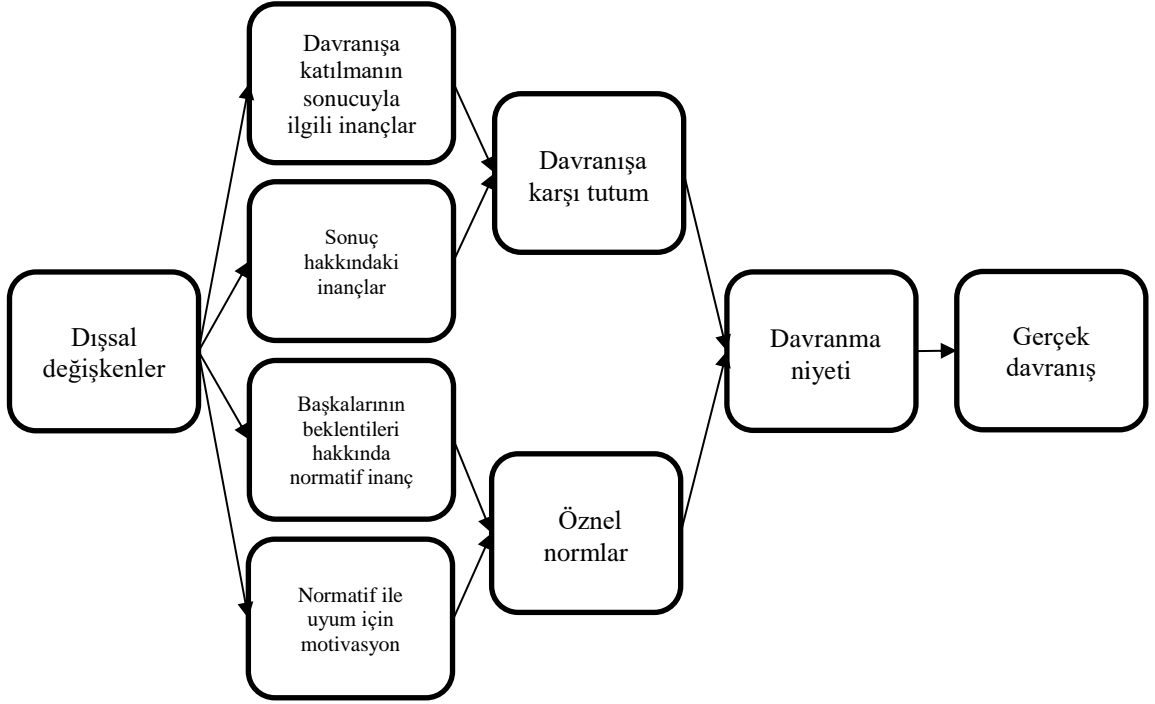 Davranışa
katılmanın
sonucuyla
ilgili inançlar
Davranışa
karşı tutum
Sonuç
hakkındaki
inançlar
Dışsal
değişkenler
Davranma
niyeti
Gerçek
davranış
Başkalarının
beklentileri
hakkında
normatif inanç
Öznel
normlar
Normatif ile
uyum için
motivasyon